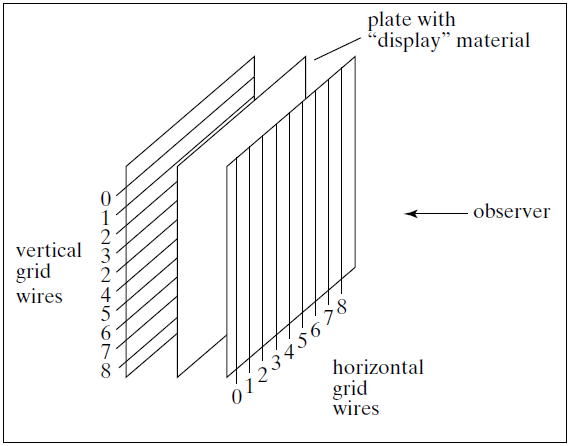 plate with
“display” material
0
1
2
3
2
4
5
6
7
8
vertical
grid
wires
observer
0
1
2
3
4
5
6
7
8
horizontal
grid
wires